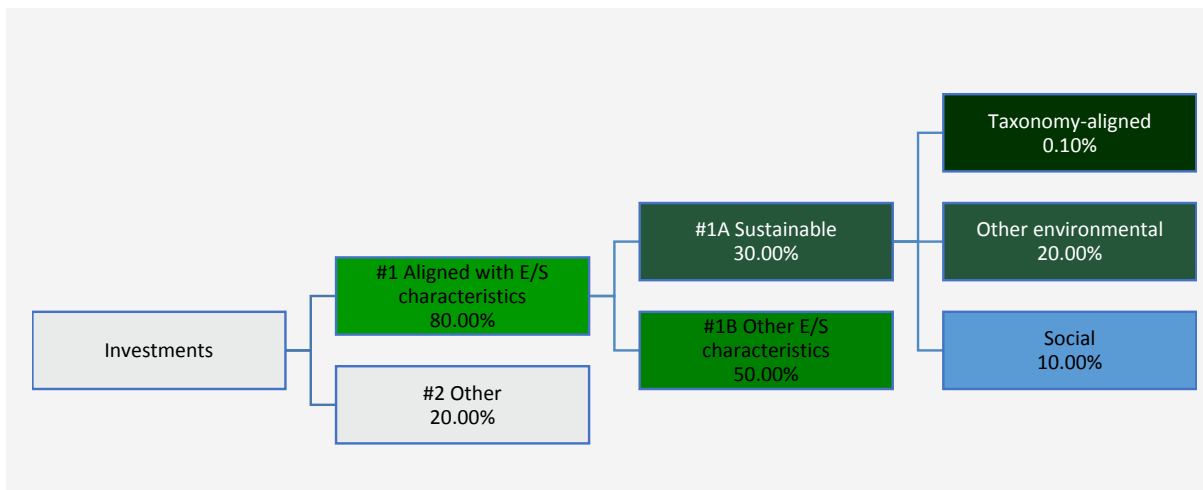 Investments
#1 Aligned with E/S
characteristics
80.00%
#2 Other
20.00%
#1A Sustainable
30.00%
#1B Other E/S
characteristics
50.00%
Taxonomy-aligned
0.10%
Other environmental
20.00%
Social
10.00%